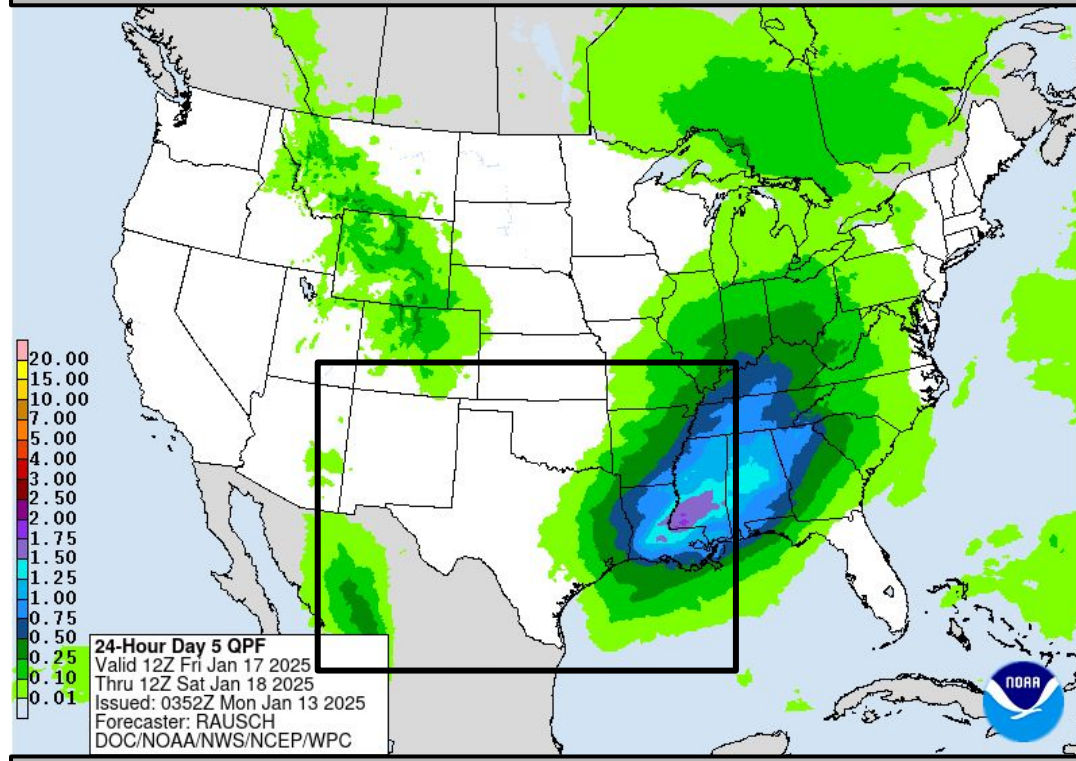 20.00
15.00
10.00
7.00
5.00
4.00
3.00
2.50
2.00
1.75
1.50
1.25
1.00
0.75
0.50
0.25
0.10
0.01
24-Hour Day 5 QPF
Valid 12Z Fri Jan 17 2025
Thru 12Z Sat Jan 18 2025
Issued: 0352Z Mon Jan 13 2025
Forecaster: RAUSCH
DOC/NOAA/NWS/NCEP/WPC
NOAA